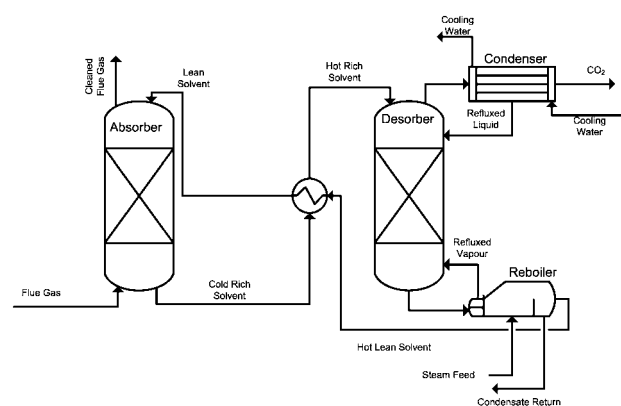 Cooling
Water
Cleaned
Flue Gas
Lean
Solvent
Hot Rich
Solvent
Condenser
CO2
Absorber
Desorber
Refluxed
Liquid
Cooling
Water
Refluxed
Vapour
Reboiler
Flue Gas
Cold Rich
Solvent
Hot Lean Solvent
Steam Feed
Condensate Return